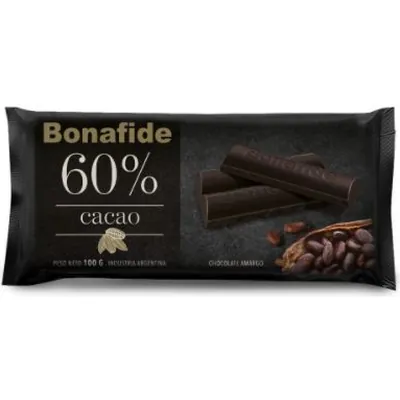 Bonafide
60%
cacao
PESO NETO 100 G INDUSTRIA ARGENTINA
CHOCOLATE AMARGO